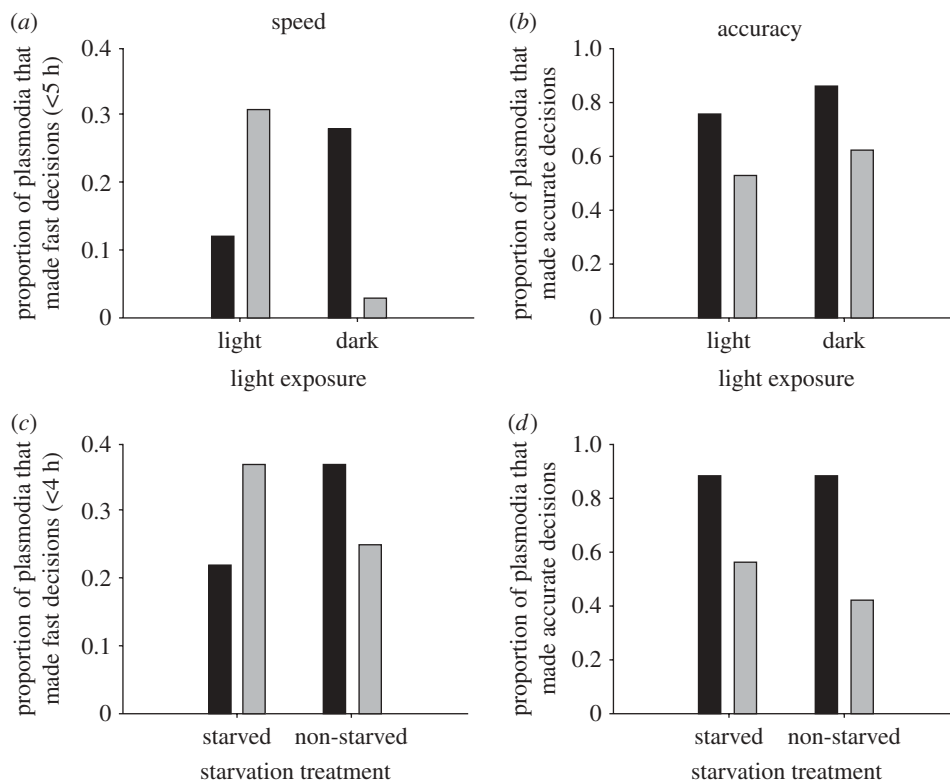 (a)
speed
proportion of plasmodia that
made fast decisions (<5 h)
0.4
0.3
0.2
0.1
0
light
dark
light exposure
(b)
accuracy
proportion of plasmodia that
made accurate decisions
1.0
0.8
0.6
0.4
0.2
0
light
dark
light exposure
(c)
proportion of plasmodia that
made fast decisions (<4 h)
0.4
0.3
0.2
0.1
0
starved
non-starved
starvation treatment
(d)
proportion of plasmodia that
made accurate decisions
1.0
0.8
0.6
0.4
0.2
0
starved
non-starved
starvation treatment